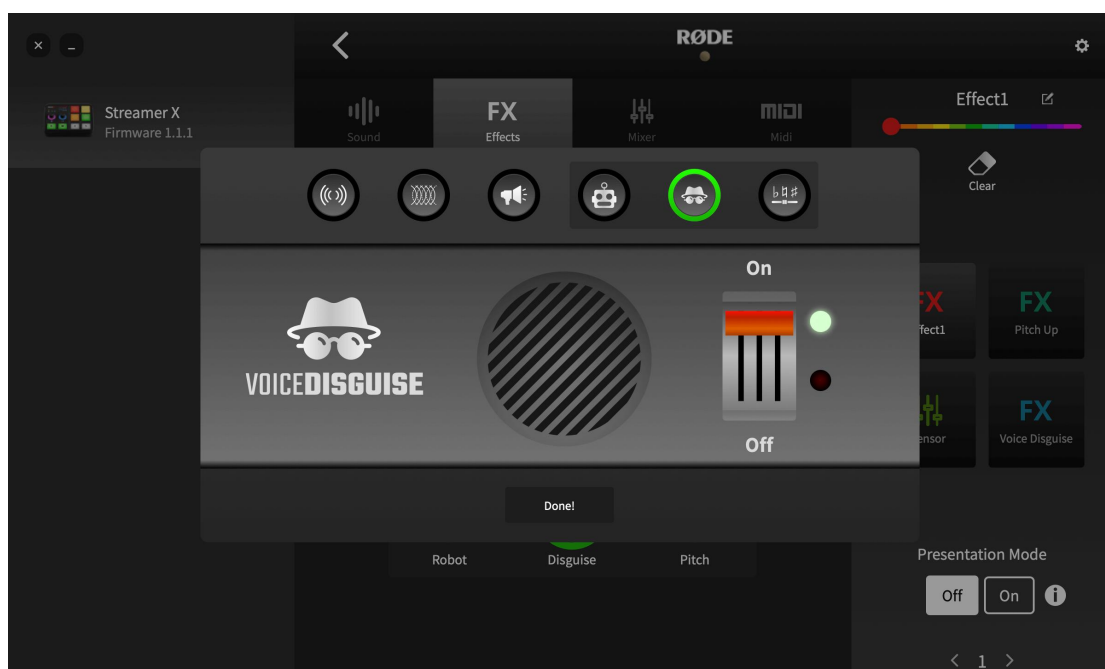 RØDE
Streamer X
Firmware 1.1.1
Sound
FX
Effects
Mixer
MIDI
Midi
Effect1
Clear
On
VOICEDISGUISE
Off
Done!
FX
ffect1
FX
Pitch Up
ensor
FX
Voice Disguise
Robot
Disguise
Pitch
Presentation Mode
Off
On
< 1 >